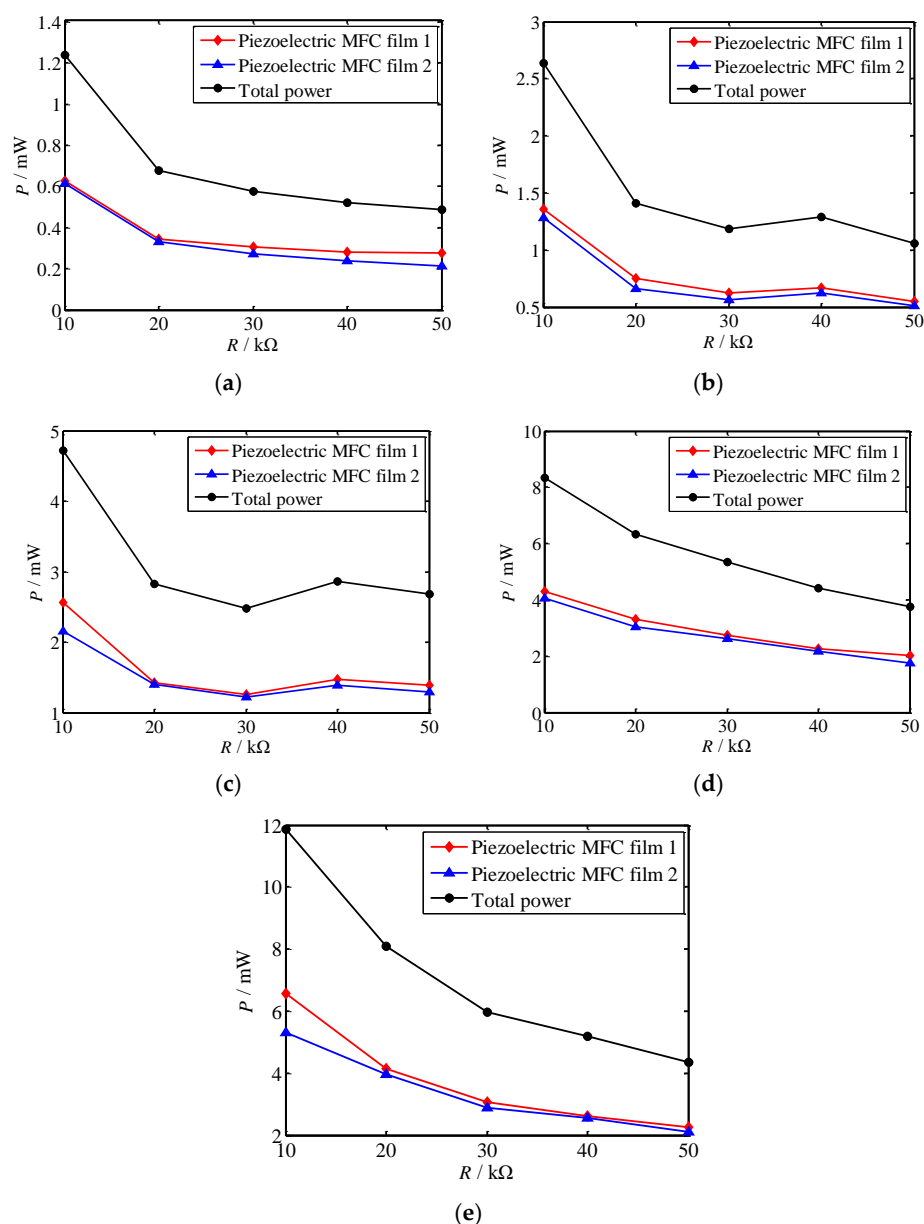 1.4
1.2
1
0.8
0.6
0.4
0.2
0
P / mW
Piezoelectric MFC film 1
Piezoelectric MFC film 2
Total power
10 20 30 40 50
R / kΩ
(a)
3
2.5
2
1.5
1
0.5
P / mW
Piezoelectric MFC film 1
Piezoelectric MFC film 2
Total power
10 20 30 40 50
R / kΩ
(b)
5
4
3
2
1
P / mW
Piezoelectric MFC film 1
Piezoelectric MFC film 2
Total power
10 20 30 40 50
R / kΩ
(c)
10
8
6
4
2
0
P / mW
Piezoelectric MFC film 1
Piezoelectric MFC film 2
Total power
10 20 30 40 50
R / kΩ
(d)
12
10
8
6
4
2
P / mW
Piezoelectric MFC film 1
Piezoelectric MFC film 2
Total power
10 20 30 40 50
R / kΩ
(e)